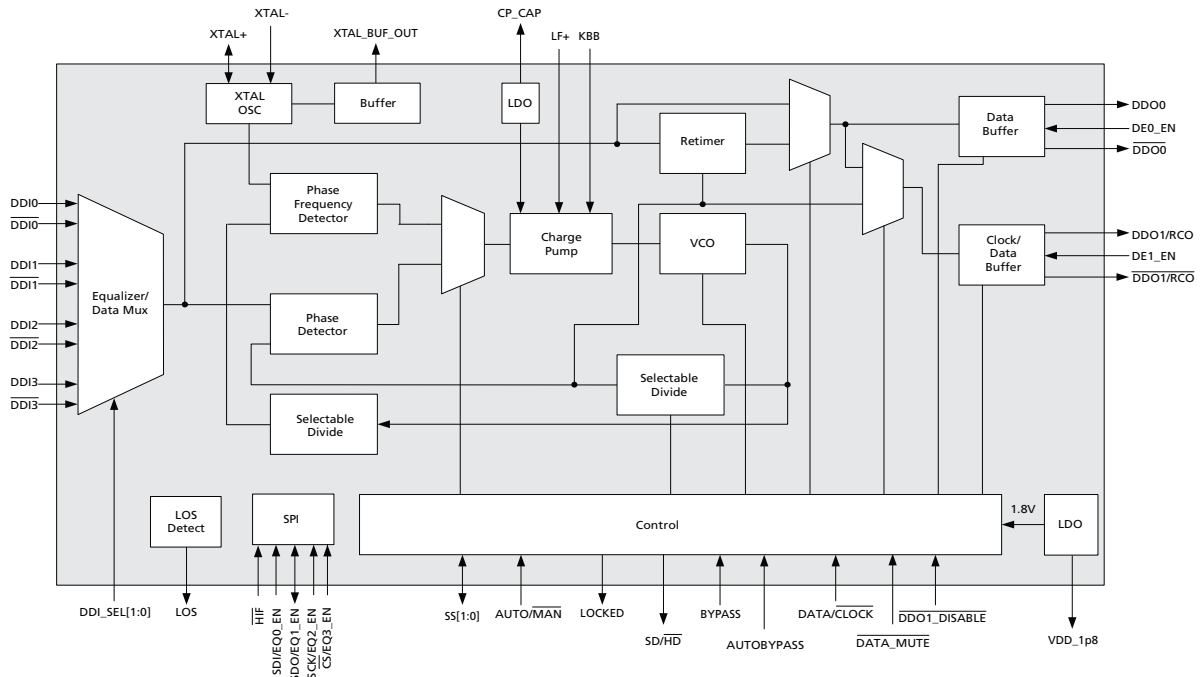 XTAL-
CP_CAP
XTAL+
XTAL_BUF_OUT
LF+
KBB
XTAL
OSC
Buffer
LDO
Data
Buffer
DDO0
DE0_EN
DDO0
Retimer
Phase
Frequency
Detector
DDI0
DDI0
DDI1
DDI1
DDI2
DDI2
DDI3
DDI3
Equalizer/
Data Mux
Charge
Pump
VCO
Clock/
Data
Buffer
DDO1/RCO
DE1_EN
DDO1/RCO
Phase
Detector
Selectable
Divide
Selectable
Divide
LOS
Detect
SPI
Control
1.8V
LDO
DDI_SEL[1:0]
LOS
HIF
SDI/EQ0_EN
SDO/EQ1_EN
SCK/EQ2_EN
CS/EQ3_EN
SS[1:0]
AUTO/MAN
LOCKED
SD/HD
BYPASS
AUTOBYPASS
DATA/CLOCK
DATA_MUTE
DDO1_DISABLE
VDD_1p8